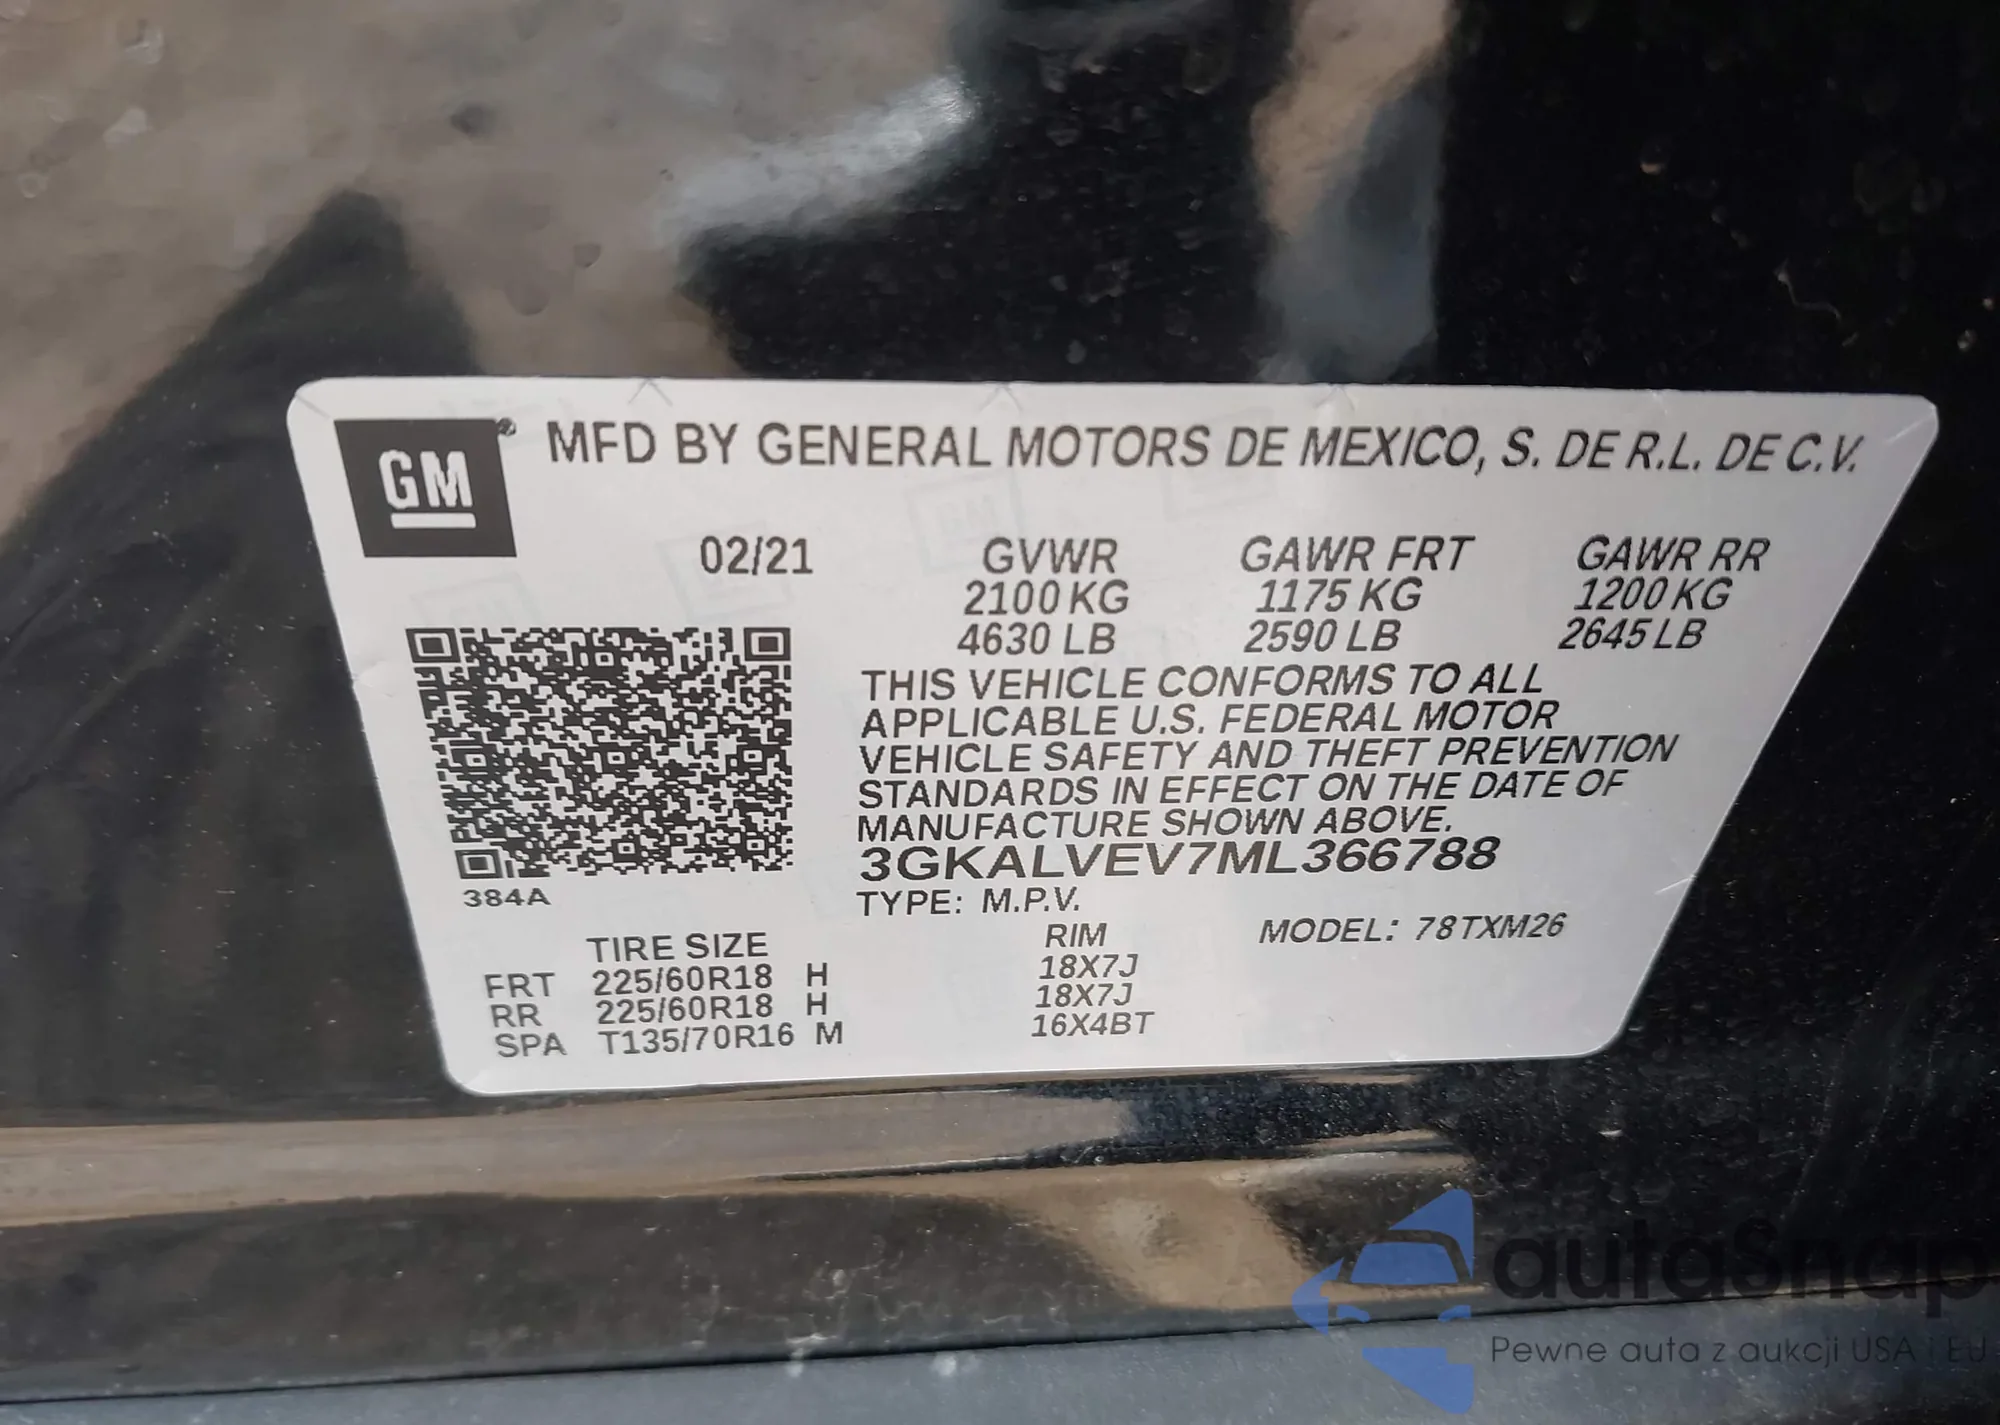 GM® MFD BY GENERAL MOTORS DE MEXICO, S. DE R.L. DE C.V.
02/21 GVWR GAWR FRT GAWR RR
2100 KG 1175 KG 1200 KG
4630 LB 2590 LB 2645 LB
THIS VEHICLE CONFORMS TO ALL
APPLICABLE U.S. FEDERAL MOTOR
VEHICLE SAFETY AND THEFT PREVENTION
STANDARDS IN EFFECT ON THE DATE OF
MANUFACTURE SHOWN ABOVE.
3GKALVEV7ML366788
384A
TYPE: M.P.V.
MODEL: 78TXM26
TIRE SIZE RIM
FRT 225/60R18 H 18X7J
RR 225/60R18 H 18X7J
SPA T135/70R16 M 16X4BT
autaSnap
Pewne auta z aukcji USA i EU